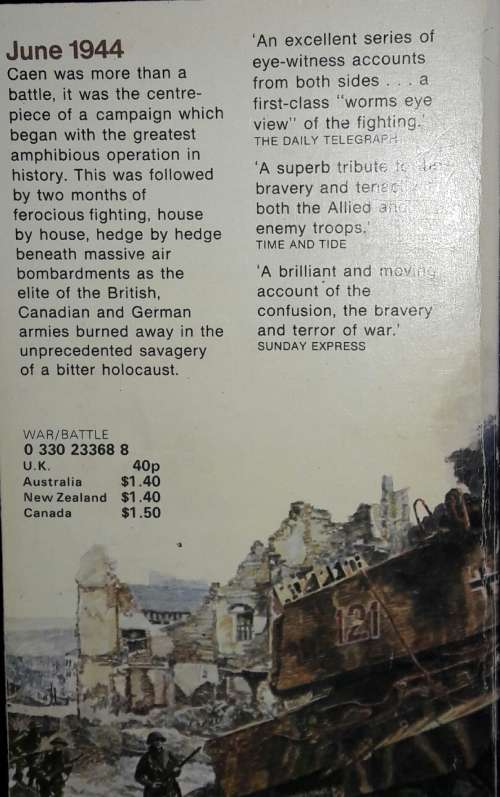 June 1944
Caen was more than a
battle, it was the centre-
piece of a campaign which
began with the greatest
amphibious operation in
history. This was followed
by two months of
ferocious fighting, house
by house, hedge by hedge
beneath massive air
bombardments as the
elite of the British,
Canadian and German
armies burned away in the
unprecedented savagery
of a bitter holocaust.
'An excellent series of
eye-witness accounts
from both sides . . . a
first-class "worms eye
view" of the fighting.'
THE DAILY TELEGRAPH
'A superb tribute to the
bravery and tenacity of
both the Allied and
enemy troops.'
TIME AND TIDE
'A brilliant and moving
account of the
confusion, the bravery
and terror of war.'
SUNDAY EXPRESS
WAR/BATTLE
0 330 23368 8
U.K. 40p
Australia $1.40
New Zealand $1.40
Canada $1.50
121